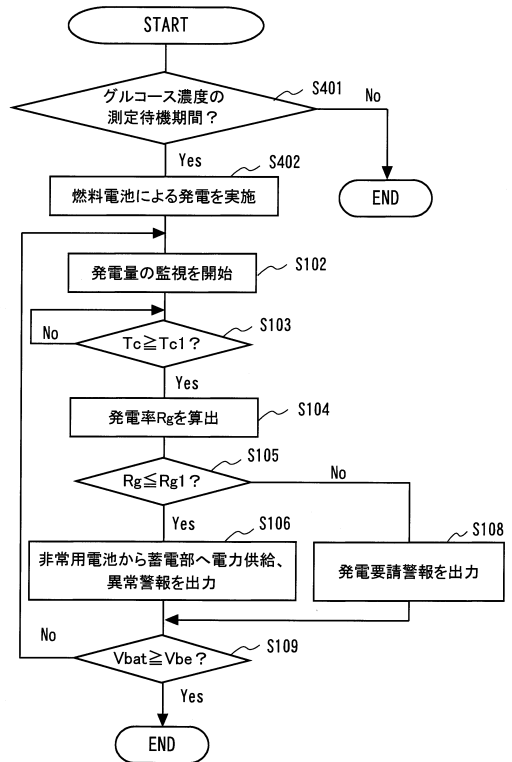 START
グルコース濃度の
測定待機期間？
S401
No
Yes
S402
燃料電池による発電を実施
END
発電量の監視を開始
S102
S103
No
Tc≧Tc1？
Yes
発電率Rgを算出
S104
S105
Rg≦Rg1？
No
Yes
S106
S108
非常用電池から蓄電部へ電力供給、
異常警報を出力
発電要請警報を出力
No
S109
Vbat≧Vbe？
Yes
END